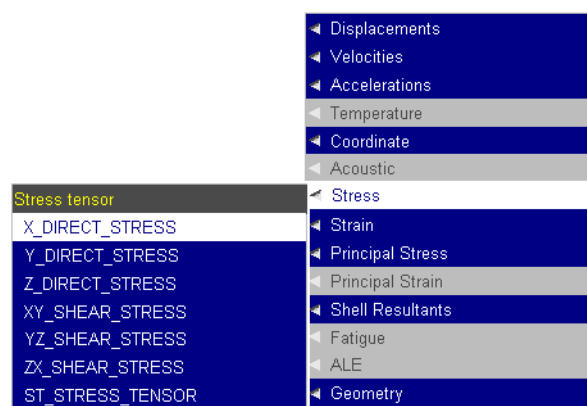 Displacements
Velocities
Accelerations
Temperature
Coordinate
Acoustic
Stress
Strain
Principal Stress
Principal Strain
Shell Resultants
Fatigue
ALE
Geometry
Stress tensor
X_DIRECT_STRESS
Y_DIRECT_STRESS
Z_DIRECT_STRESS
XY_SHEAR_STRESS
YZ_SHEAR_STRESS
ZX_SHEAR_STRESS
ST_STRESS_TENSOR